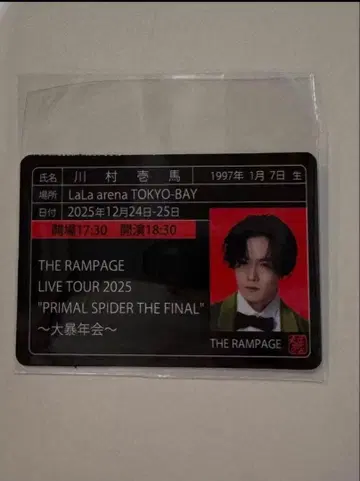 氏名 川村壱馬 1997年 1月 7日 生
場所 LaLa arena TOKYO-BAY
日付 2025年12月24日-25日
開場17:30 開演18:30
THE RAMPAGE
LIVE TOUR 2025
"PRIMAL SPIDER THE FINAL"
～大暴年会～
THE RAMPAGE